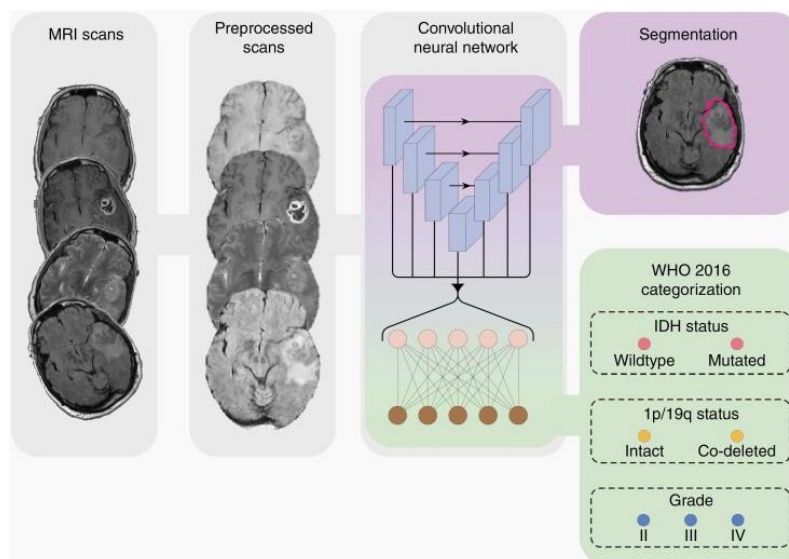 MRI scans
Preprocessed
scans
Convolutional
neural network
Segmentation
WHO 2016
categorization
IDH status
Wildtype Mutated
1p/19q status
Intact Co-deleted
Grade
II III IV